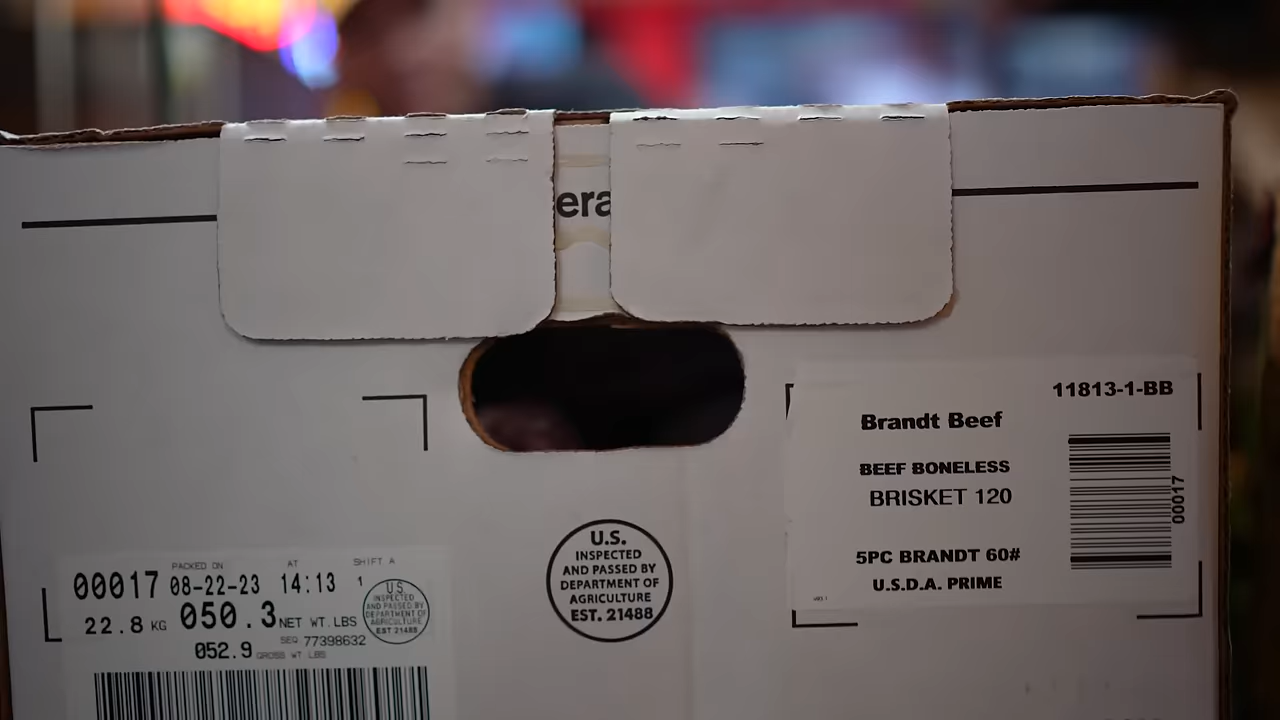 era
11813-1-BB
Brandt Beef
BEEF BONELESS
BRISKET 120
00017
5PC BRANDT 60#
U.S.D.A. PRIME
U.S.
INSPECTED
AND PASSED BY
DEPARTMENT OF
AGRICULTURE
EST. 21488
PACKED ON AT SHIFT A
00017 08-22-23 14:13 1
22.8 KG 050.3 NET WT.LBS
SEQ 77398632
052.9 GROSS WT LBS
U.S.
INSPECTED
AND PASSED BY
DEPARTMENT OF
AGRICULTURE
EST 21488